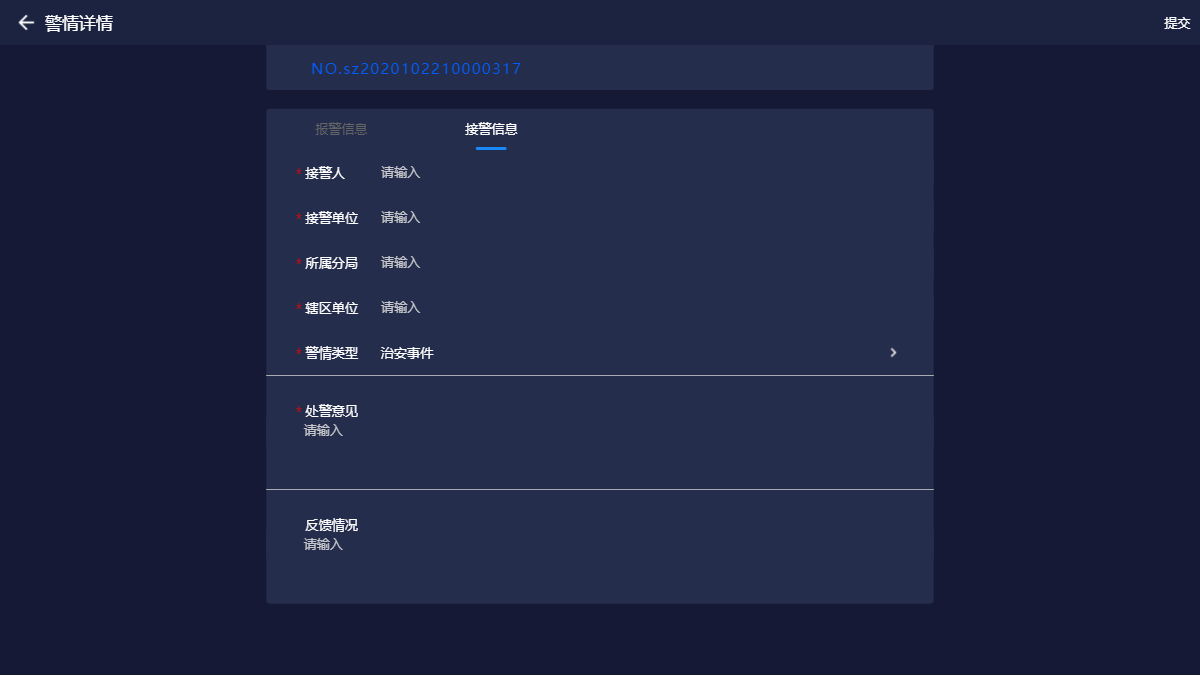 警情详情
提交
NO.sz2020102210000317
报警信息 接警信息
* 接警人 请输入
* 接警单位 请输入
* 所属分局 请输入
* 辖区单位 请输入
* 警情类型 治安事件
* 处警意见
请输入
反馈情况
请输入